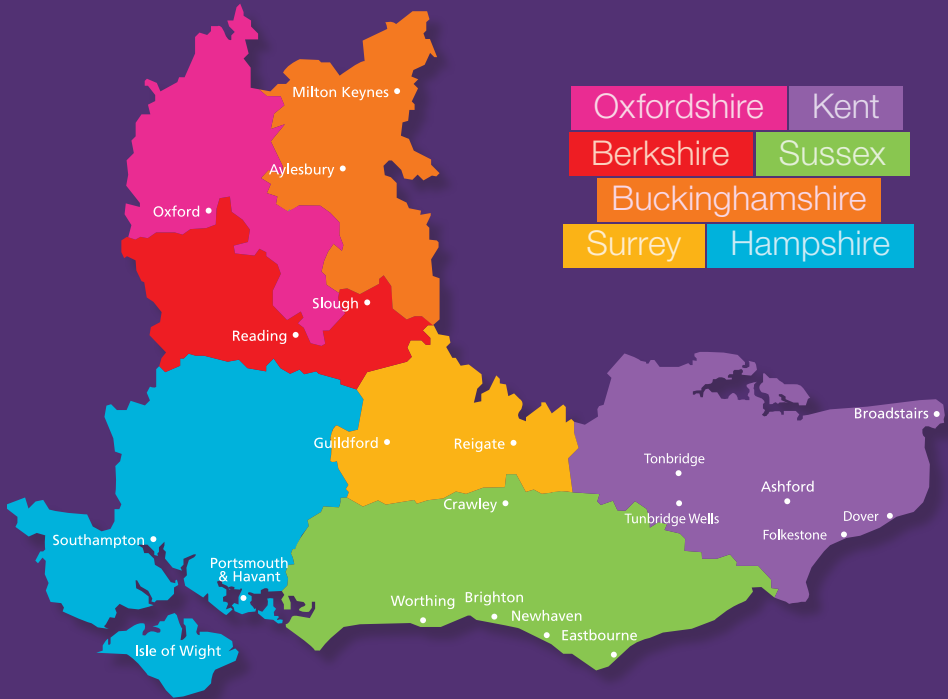 Milton Keynes
Aylesbury
Oxford
Slough
Reading
Oxfordshire Kent
Berkshire Sussex
Buckinghamshire
Surrey Hampshire
Broadstairs
Guildford
Reigate
Tonbridge
Ashford
Crawley
Tunbridge Wells
Dover
Folkestone
Southampton
Portsmouth
& Havant
Worthing
Brighton
Newhaven
Eastbourne
Isle of Wight